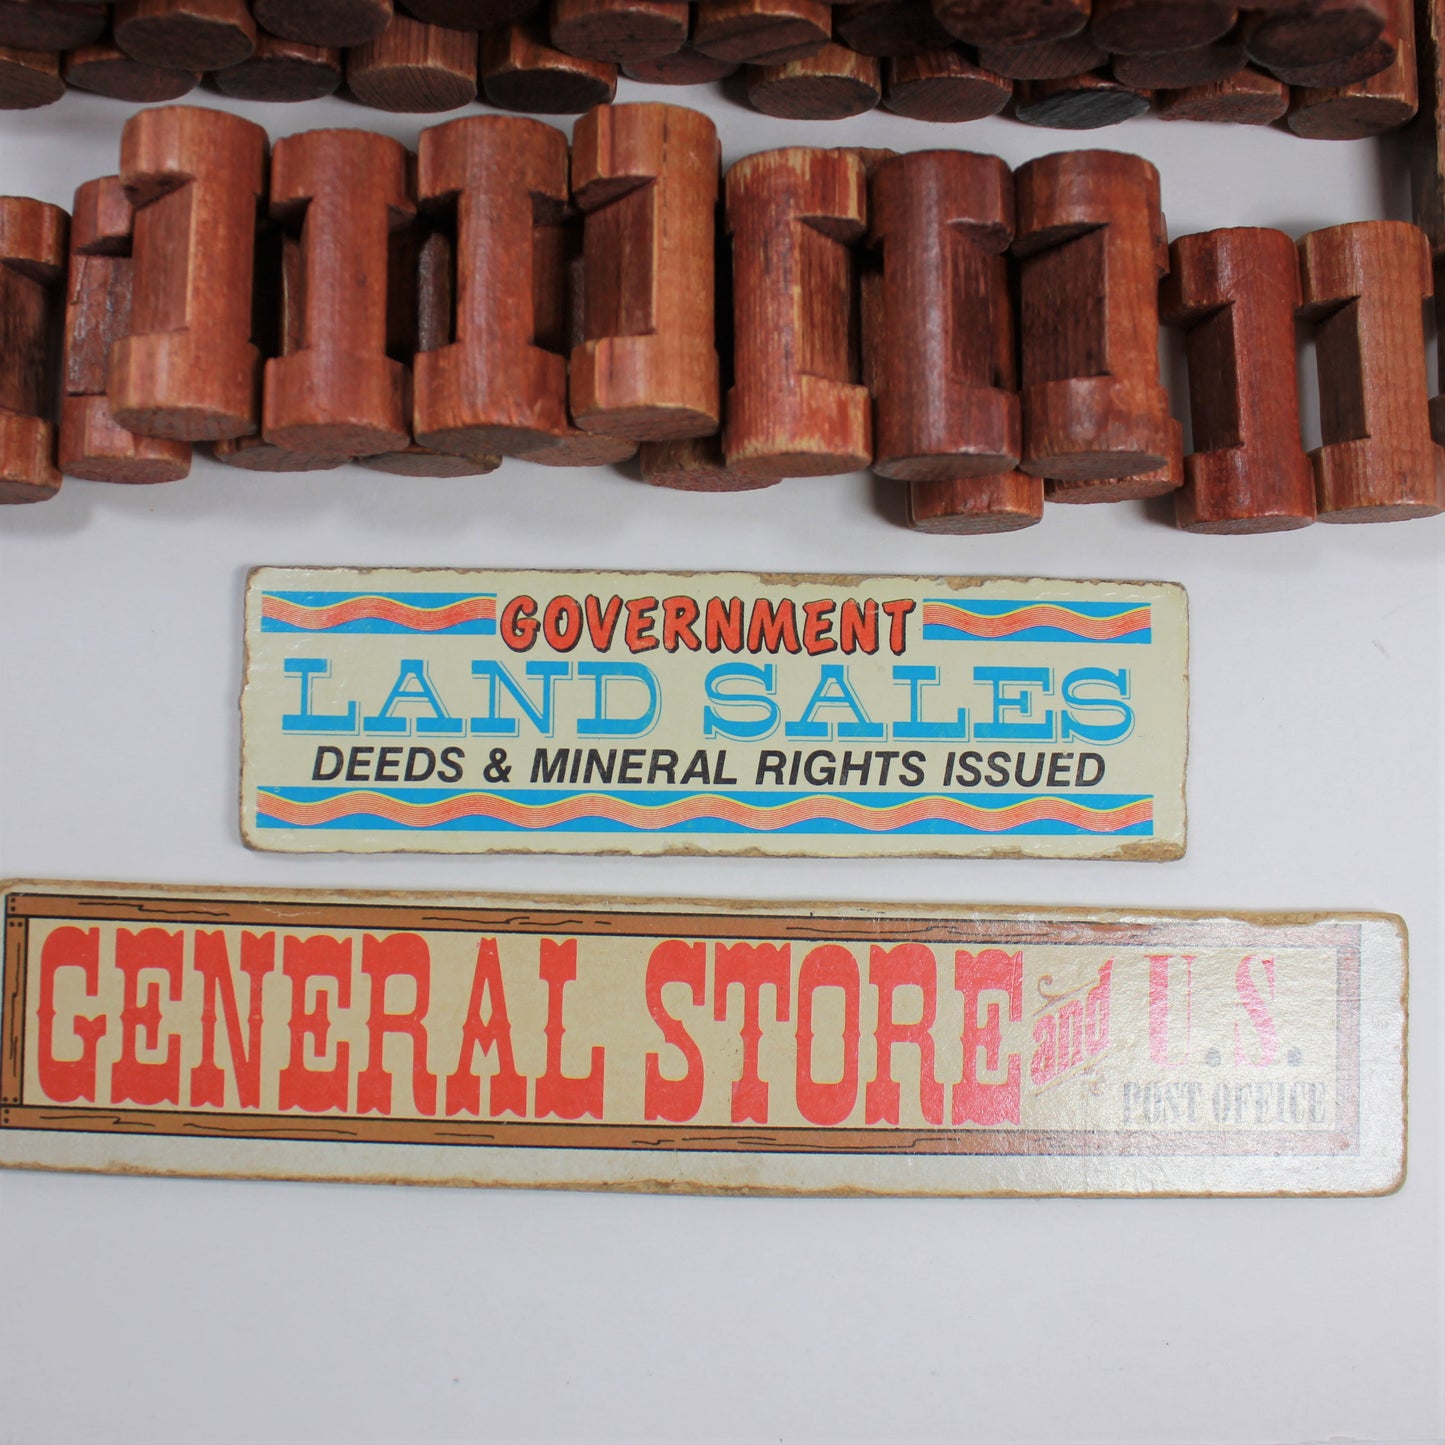 GOVERNMENT
LAND SALES
DEEDS & MINERAL RIGHTS ISSUED
GENERAL STORE and U.S.
POST OFFICE